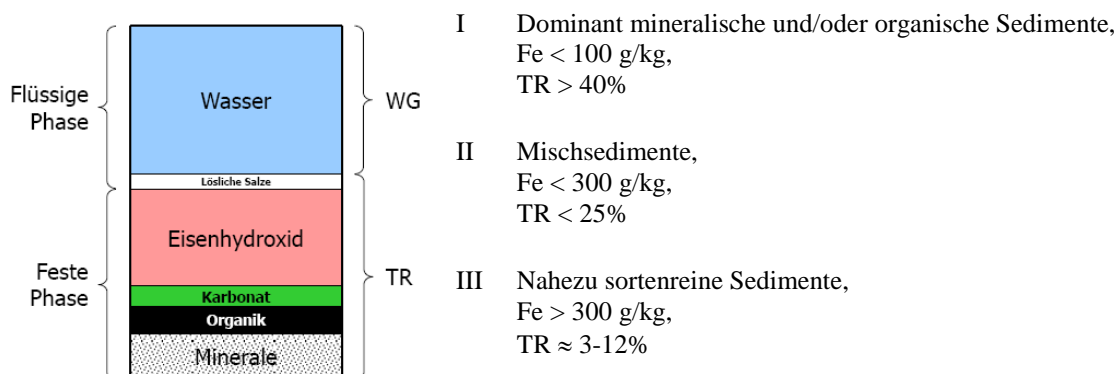 Flüssige
Phase
Feste
Phase
Wasser
Lösliche Salze
Eisenhydroxid
Karbonat
Organik
Minerale
WG
TR
I Dominant mineralische und/oder organische Sedimente,
Fe < 100 g/kg,
TR > 40%
II Mischsedimente,
Fe < 300 g/kg,
TR < 25%
III Nahezu sortenreine Sedimente,
Fe > 300 g/kg,
TR ≈ 3-12%